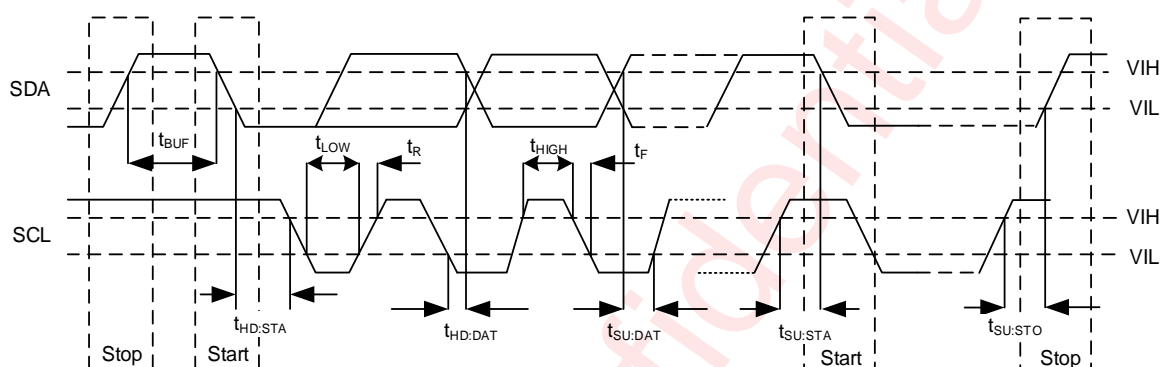 SDA
VIH
VIL
tBUF
tLOW
tR
tHIGH
tF
SCL
VIH
VIL
tHD:STA
tHD:DAT
tSU:DAT
tSU:STA
tSU:STO
Stop
Start
Start
Stop